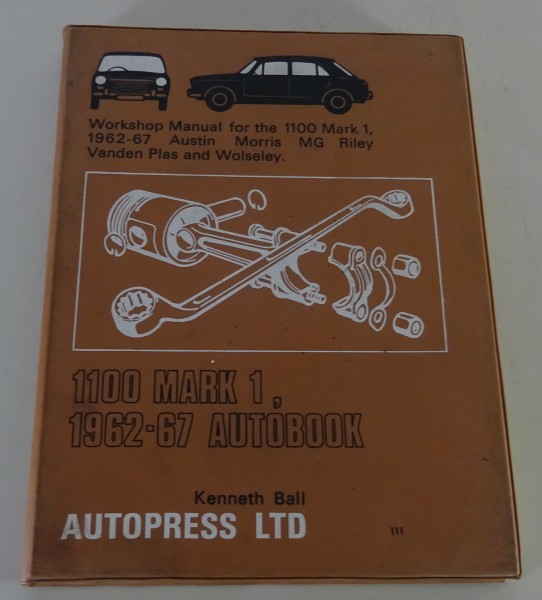 Workshop Manual for the 1100 Mark 1,
1962-67 Austin Morris MG Riley
Vanden Plas and Wolseley.
1100 MARK 1,
1962-67 AUTOBOOK
Kenneth Ball
AUTOPRESS LTD